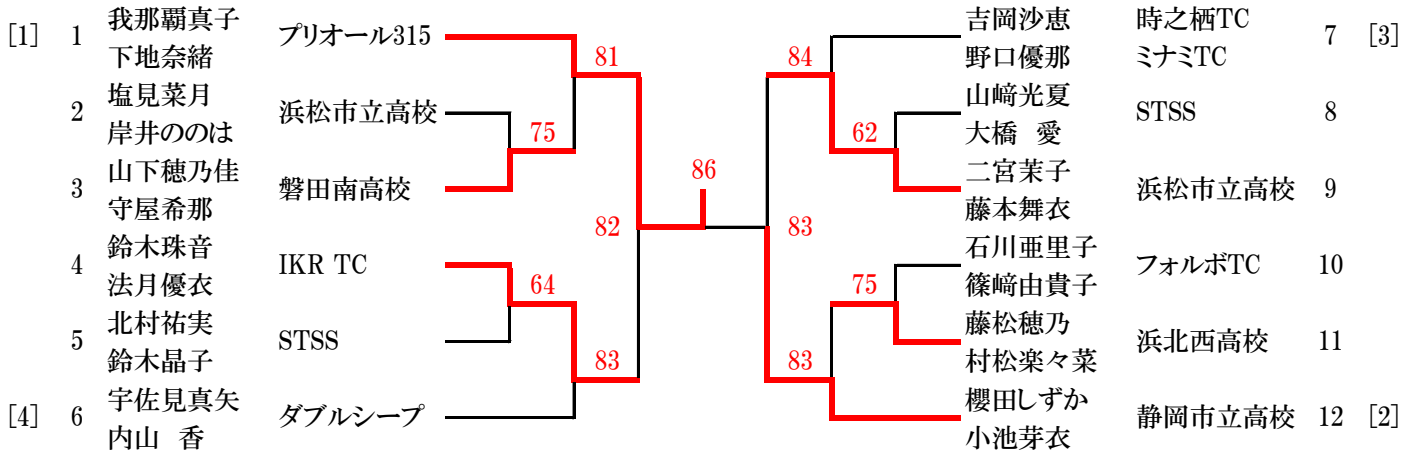 [1] 1 我那覇真子 プリオール315
下地奈緒
2 塩見菜月 浜松市立高校
岸井ののは
3 山下穂乃佳 磐田南高校
守屋希那
4 鈴木珠音 IKR TC
法月優衣
5 北村祐実 STSS
鈴木晶子
[4] 6 宇佐見真矢 ダブルシープ
内山 香
81
75
82
64
83
86
84
62
83
75
83
吉岡沙恵 時之栖TC 7 [3]
野口優那 ミナミTC
山﨑光夏 STSS 8
大橋 愛
二宮茉子 浜松市立高校 9
藤本舞衣
石川亜里子 フォルボTC 10
篠﨑由貴子
藤松穂乃 浜北西高校 11
村松楽々菜
櫻田しずか 静岡市立高校 12 [2]
小池芽衣